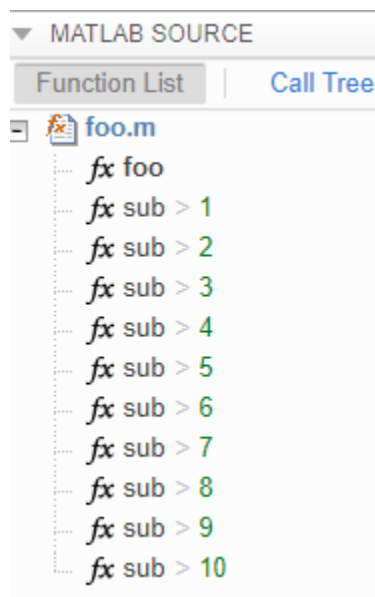 MATLAB SOURCE
Function List | Call Tree
foo.m
fx foo
fx sub > 1
fx sub > 2
fx sub > 3
fx sub > 4
fx sub > 5
fx sub > 6
fx sub > 7
fx sub > 8
fx sub > 9
fx sub > 10